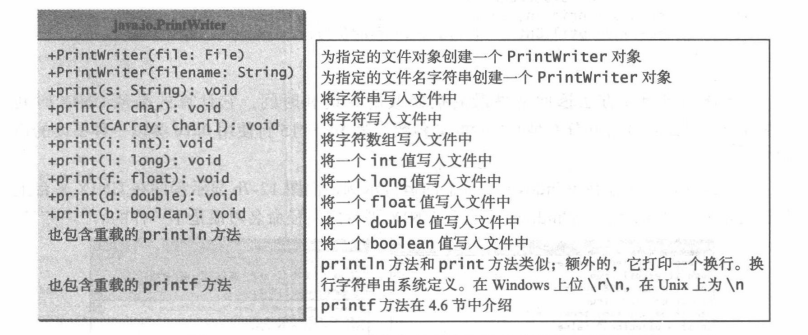 java.io.PrintWriter
+PrintWriter(file: File)
+PrintWriter(filename: String)
+print(s: String): void
+print(c: char): void
+print(cArray: char[]): void
+print(i: int): void
+print(l: long): void
+print(f: float): void
+print(d: double): void
+print(b: boolean): void
也包含重载的 println 方法
也包含重载的 printf 方法
为指定的文件对象创建一个 PrintWriter 对象
为指定的文件名字符串创建一个 PrintWriter 对象
将字符串写入文件中
将字符写入文件中
将字符数组写入文件中
将一个 int 值写入文件中
将一个 long 值写入文件中
将一个 float 值写入文件中
将一个 double 值写入文件中
将一个 boolean 值写入文件中
println 方法和 print 方法类似；额外的，它打印一个换行。换
行字符串由系统定义。在 Windows 上位 \r\n，在 Unix 上为 \n
printf 方法在 4.6 节中介绍